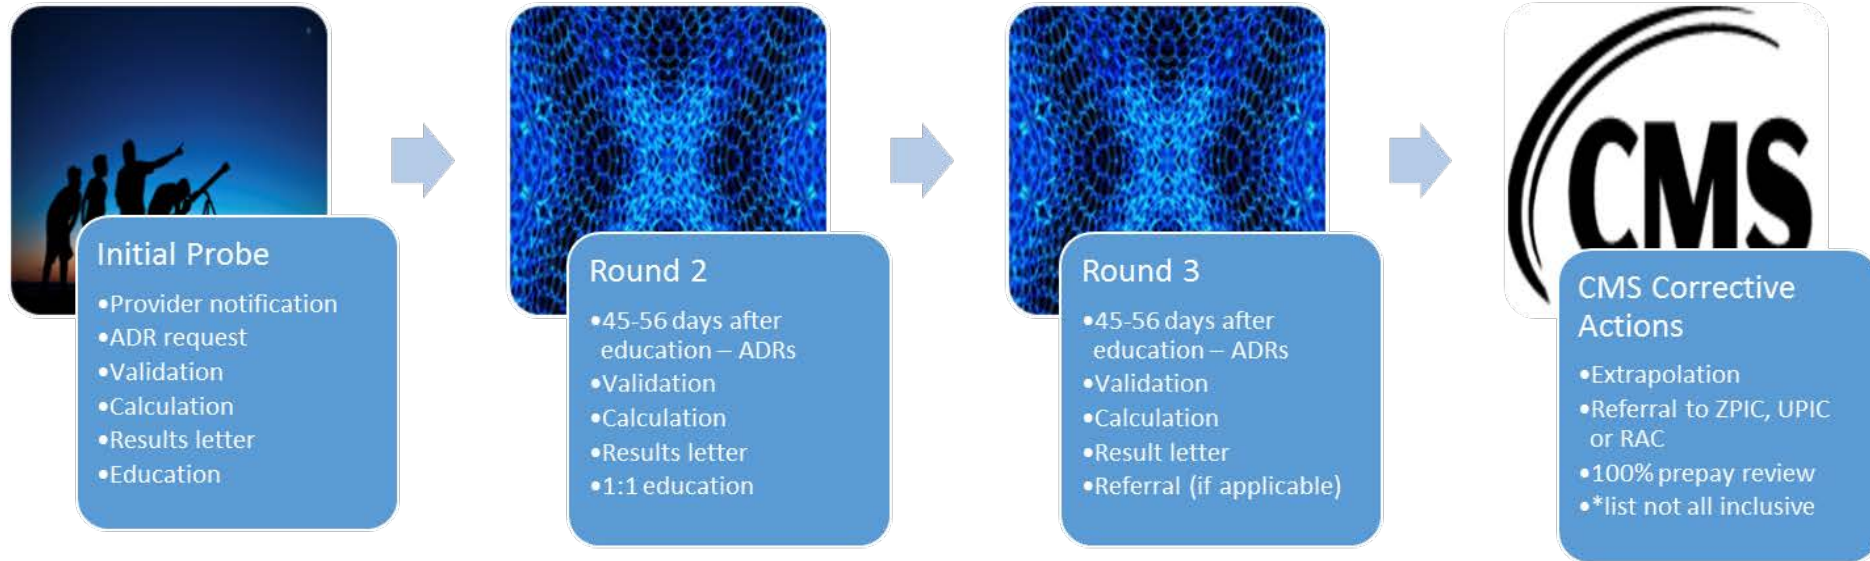 Initial Probe
•Provider notification
•ADR request
•Validation
•Calculation
•Results letter
•Education
Round 2
•45-56 days after
education – ADRs
•Validation
•Calculation
•Results letter
•1:1 education
Round 3
•45-56 days after
education – ADRs
•Validation
•Calculation
•Result letter
•Referral (if applicable)
CMS
CMS Corrective
Actions
•Extrapolation
•Referral to ZPIC, UPIC
or RAC
•100% prepay review
•*list not all inclusive